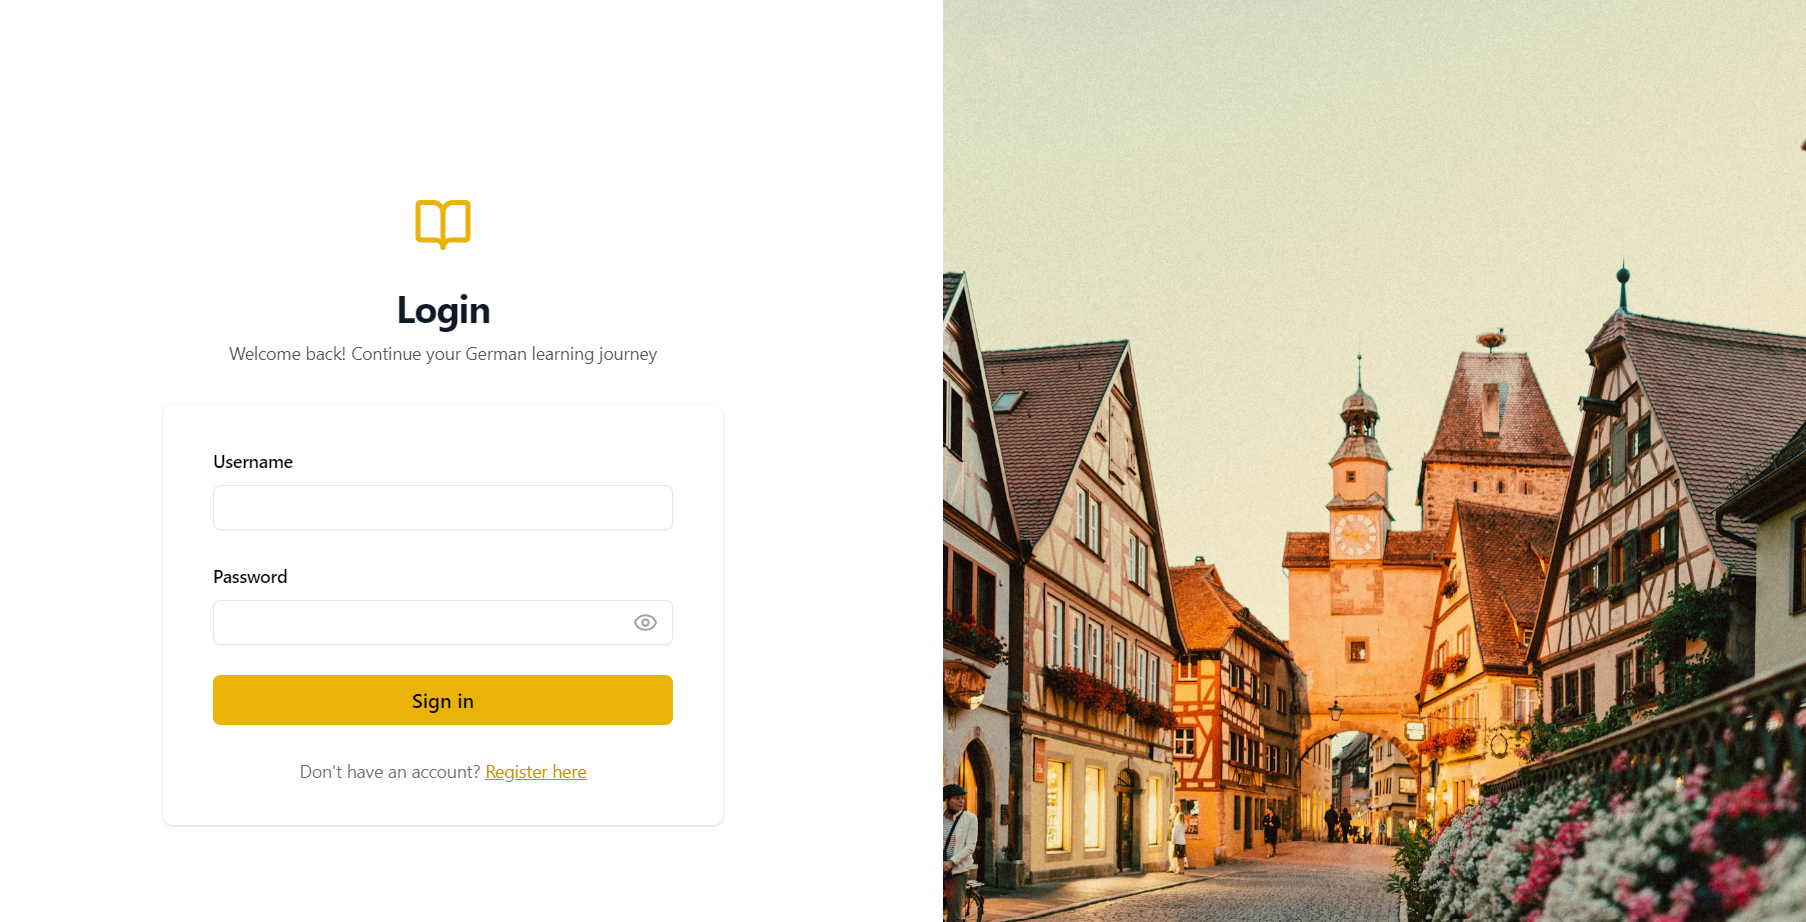 Login
Welcome back! Continue your German learning journey
Username
Password
Sign in
Don't have an account? Register here